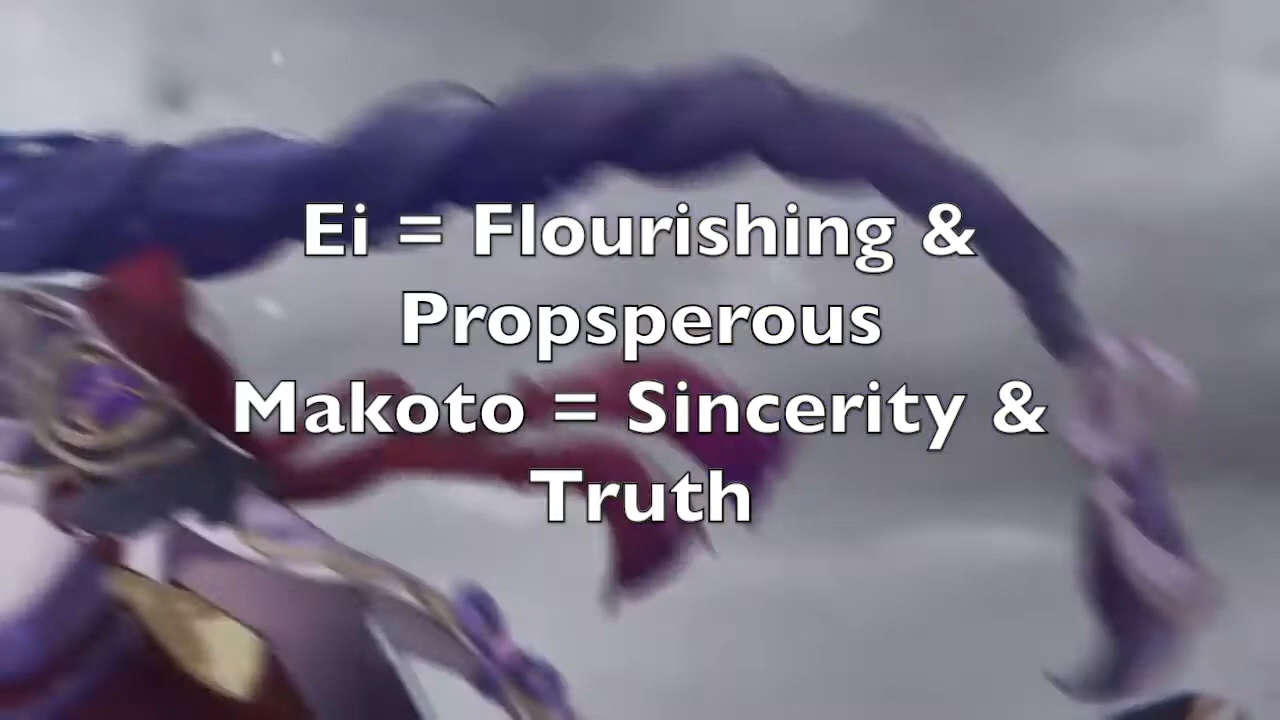 Ei = Flourishing &
Propsperous
Makoto = Sincerity &
Truth